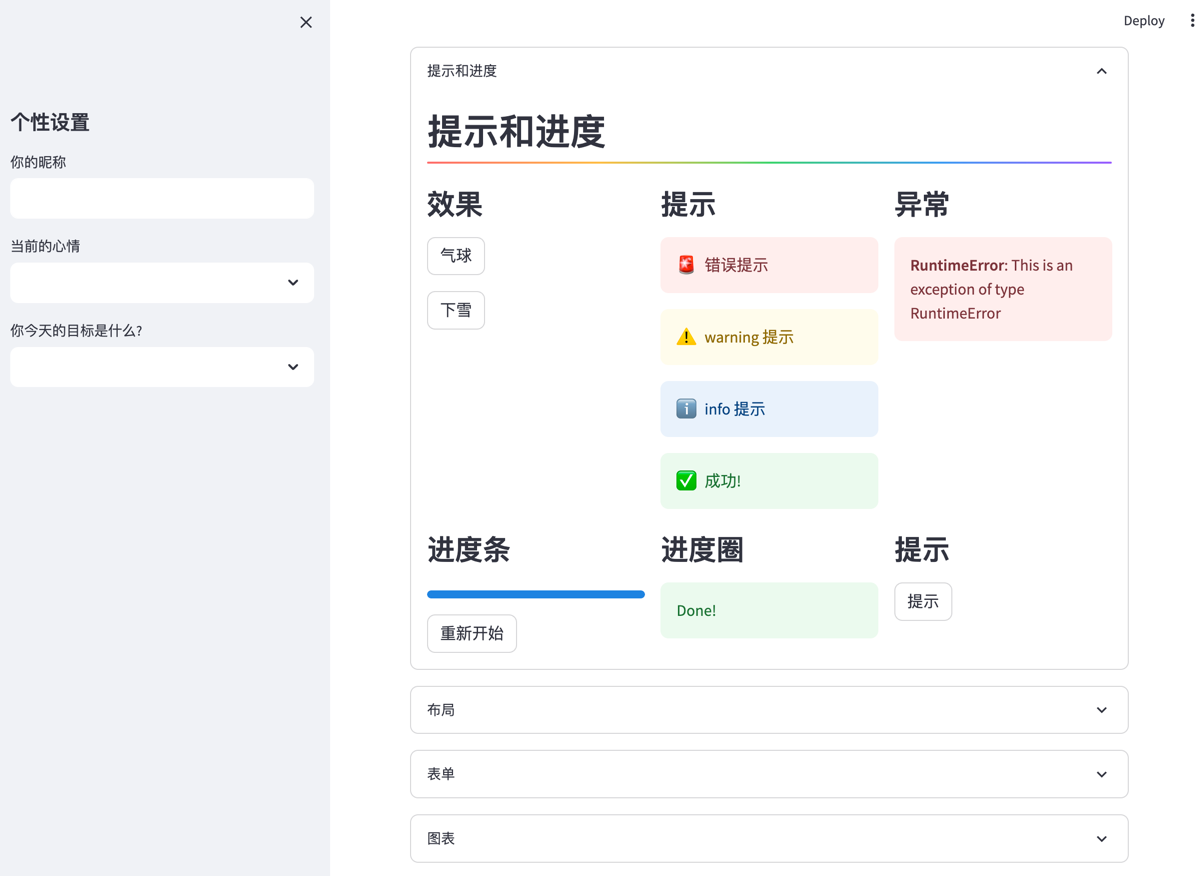 Deploy
个性设置
你的昵称
当前的心情
你今天的目标是什么?
提示和进度
提示和进度
效果
气球
下雪
提示
错误提示
warning 提示
info 提示
成功!
异常
RuntimeError: This is an
exception of type
RuntimeError
进度条
重新开始
进度圈
Done!
提示
提示
布局
表单
图表